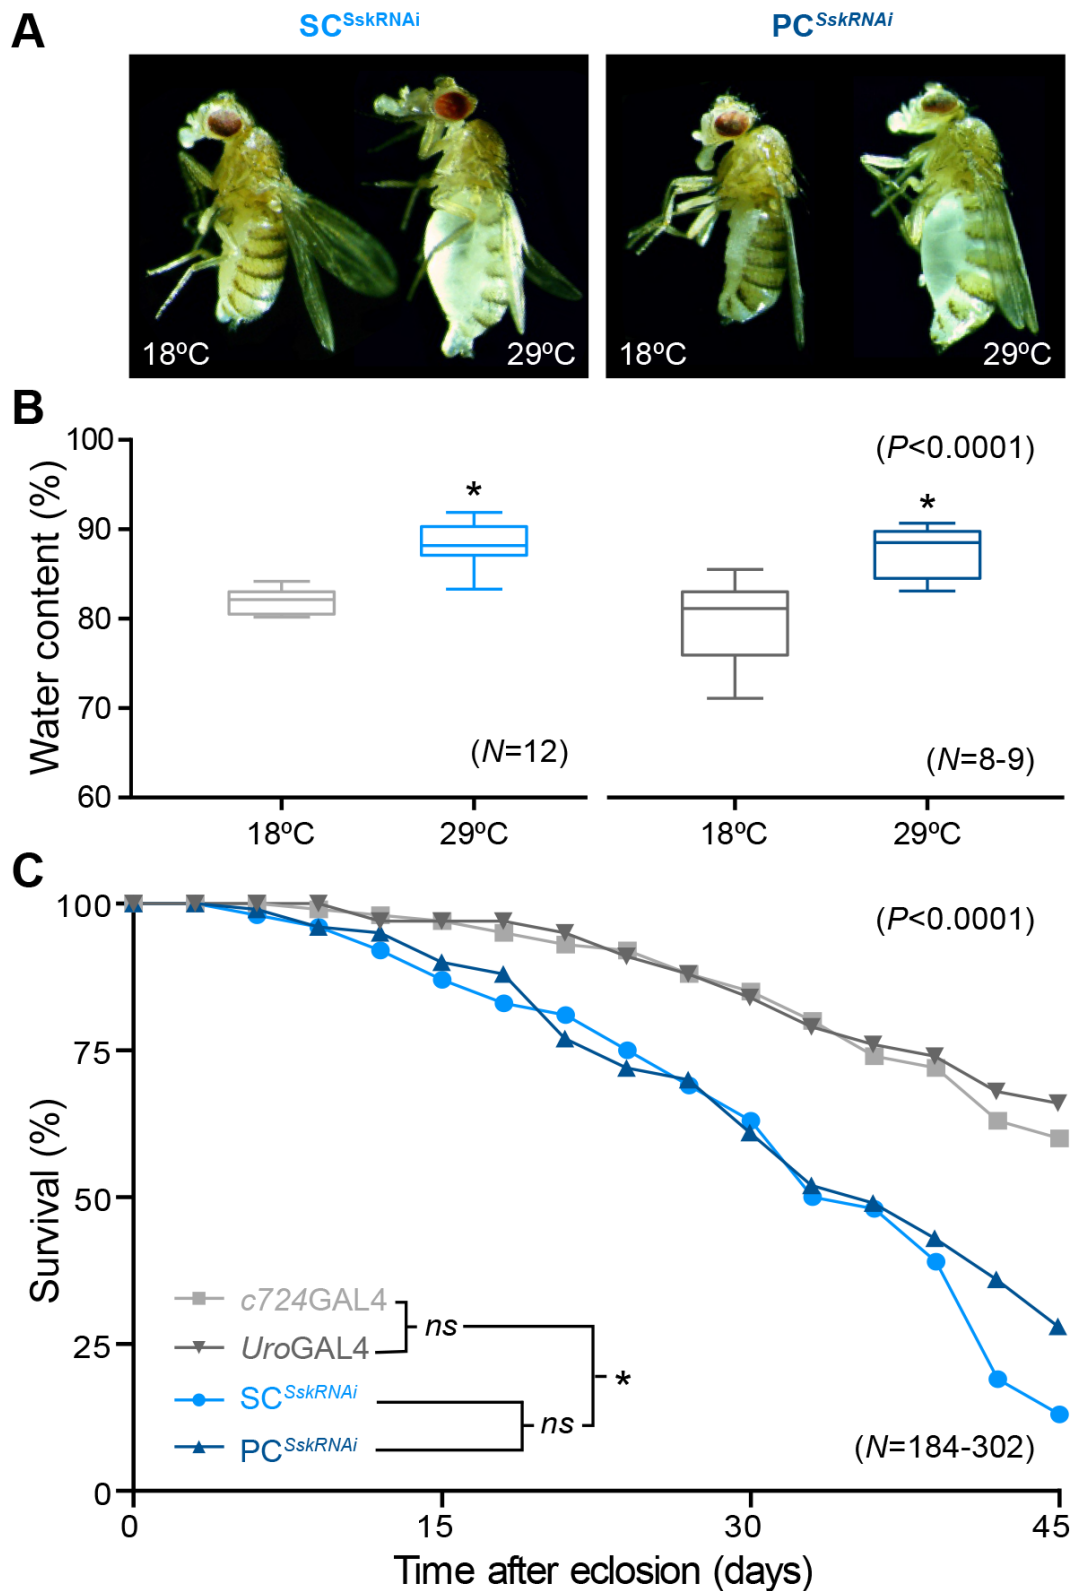 A
SC^SskRNAi
PC^SskRNAi
18ºC
29ºC
18ºC
29ºC
B
Water content (%)
100
90
80
70
60
*
*
(P<0.0001)
(N=12)
(N=8-9)
18ºC
29ºC
18ºC
29ºC
C
Survival (%)
100
75
50
25
0
(P<0.0001)
c724GAL4
UroGAL4
SC^SskRNAi
PC^SskRNAi
ns
ns
*
(N=184-302)
0
15
30
45
Time after eclosion (days)